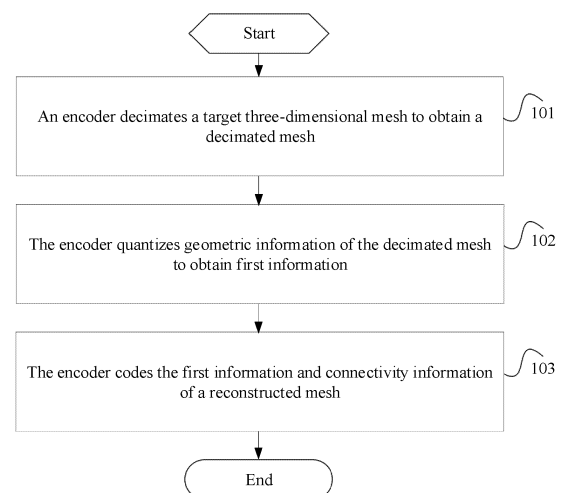 Start
An encoder decimates a target three-dimensional mesh to obtain a
decimated mesh
101
The encoder quantizes geometric information of the decimated mesh
to obtain first information
102
The encoder codes the first information and connectivity information
of a reconstructed mesh
103
End